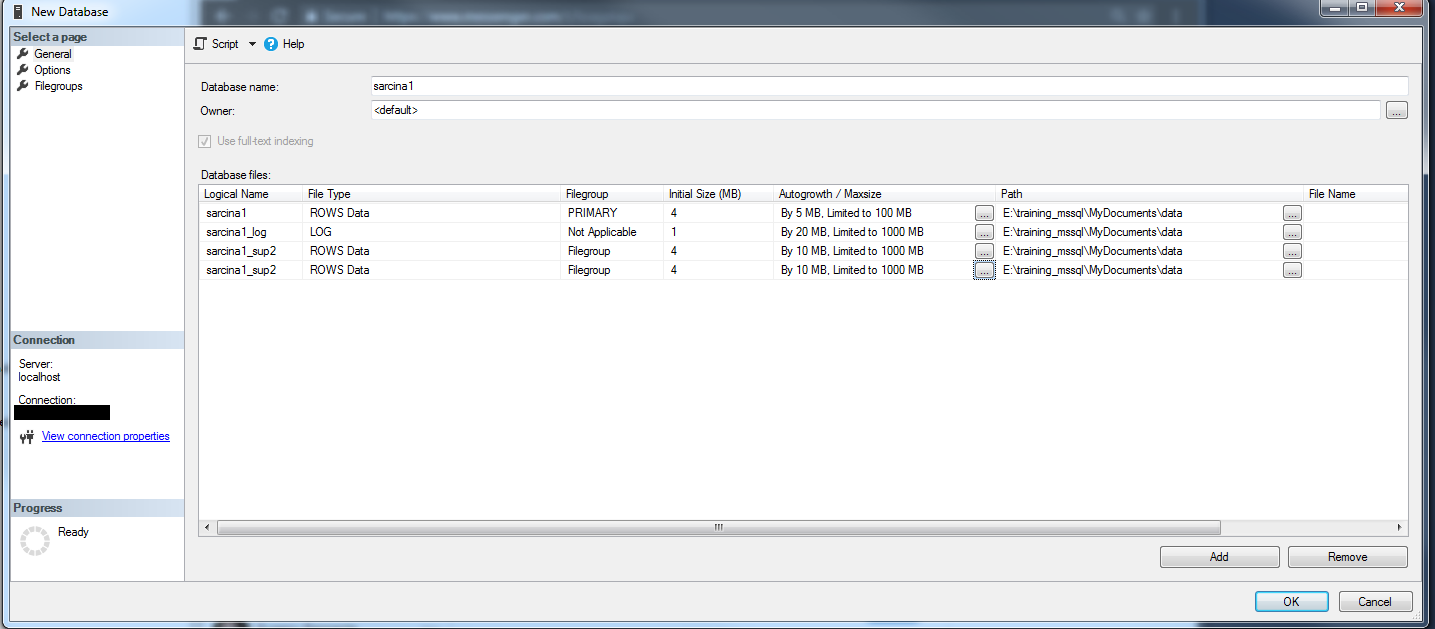 New Database
Select a page
General
Options
Filegroups
Script Help
Database name: sarcina1
Owner: <default> ...
Use full-text indexing
Database files:
Logical Name File Type Filegroup Initial Size (MB) Autogrowth / Maxsize Path File Name
sarcina1 ROWS Data PRIMARY 4 By 5 MB, Limited to 100 MB ... E:\training_mssql\MyDocuments\data ...
sarcina1_log LOG Not Applicable 1 By 20 MB, Limited to 1000 MB ... E:\training_mssql\MyDocuments\data ...
sarcina1_sup2 ROWS Data Filegroup 4 By 10 MB, Limited to 1000 MB ... E:\training_mssql\MyDocuments\data ...
sarcina1_sup2 ROWS Data Filegroup 4 By 10 MB, Limited to 1000 MB ... E:\training_mssql\MyDocuments\data ...
Connection
Server:
localhost
Connection:
View connection properties
Progress
Ready
Add Remove
OK Cancel